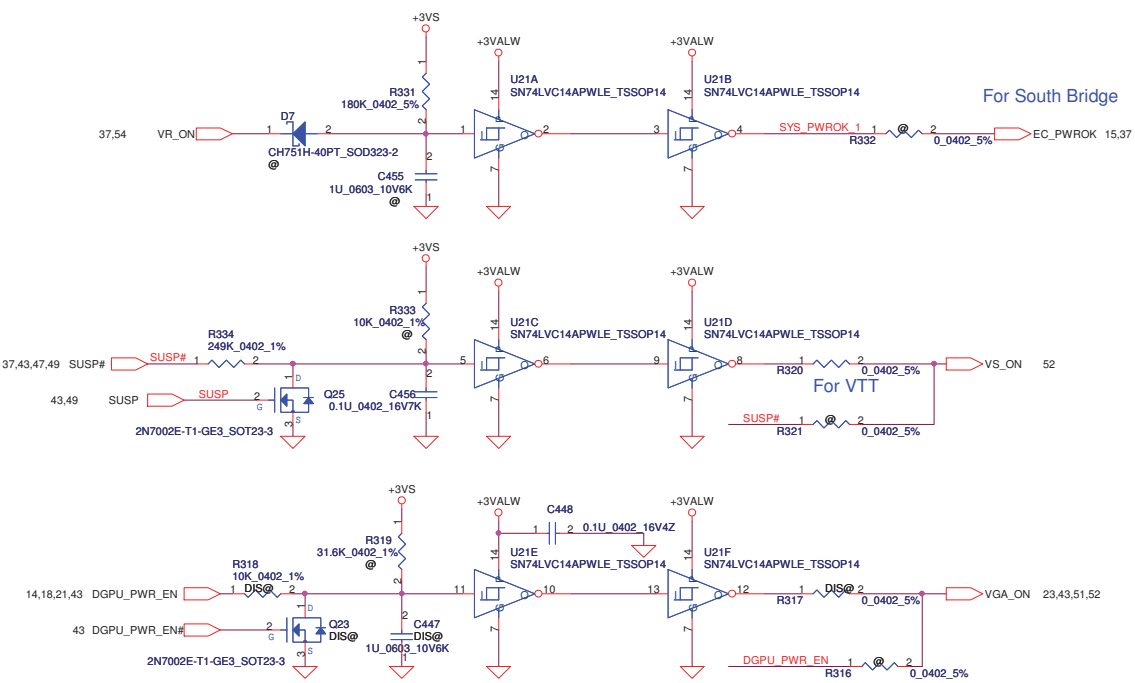 +3VS
+3VALW
+3VALW
U21A
SN74LVC14APWLE_TSSOP14
U21B
SN74LVC14APWLE_TSSOP14
For South Bridge
R331
180K_0402_5%
1
2
14
14
37,54
VR_ON
1
D7
2
CH751H-40PT_SOD323-2
@
1
2
3
4
SYS_PWROK_1
1
@
2
R332
0_0402_5%
EC_PWROK
15,37
7
7
C455
1U_0603_10V6K
@
2
1
+3VS
+3VALW
+3VALW
U21C
SN74LVC14APWLE_TSSOP14
U21D
SN74LVC14APWLE_TSSOP14
R333
10K_0402_1%
@
1
2
14
14
37,43,47,49
SUSP#
SUSP#
1
R334
249K_0402_1%
2
5
6
9
8
1
2
R320
0_0402_5%
VS_ON
52
For VTT
43,49
SUSP
SUSP
2
G
1
D
3
S
Q25
2N7002E-T1-GE3_SOT23-3
C456
0.1U_0402_16V7K
2
1
7
7
SUSP#
1
@
2
R321
0_0402_5%
+3VS
+3VALW
+3VALW
C448
1
2
0.1U_0402_16V4Z
U21E
SN74LVC14APWLE_TSSOP14
U21F
SN74LVC14APWLE_TSSOP14
R319
31.6K_0402_1%
@
1
2
14
14
14,18,21,43
DGPU_PWR_EN
1
R318
10K_0402_1%
DIS@
2
11
10
13
12
1
DIS@
2
R317
0_0402_5%
VGA_ON
23,43,51,52
43
DGPU_PWR_EN#
2
G
1
D
3
S
Q23
DIS@
2N7002E-T1-GE3_SOT23-3
C447
DIS@
1U_0603_10V6K
2
1
7
7
DGPU_PWR_EN
1
@
2
R316
0_0402_5%